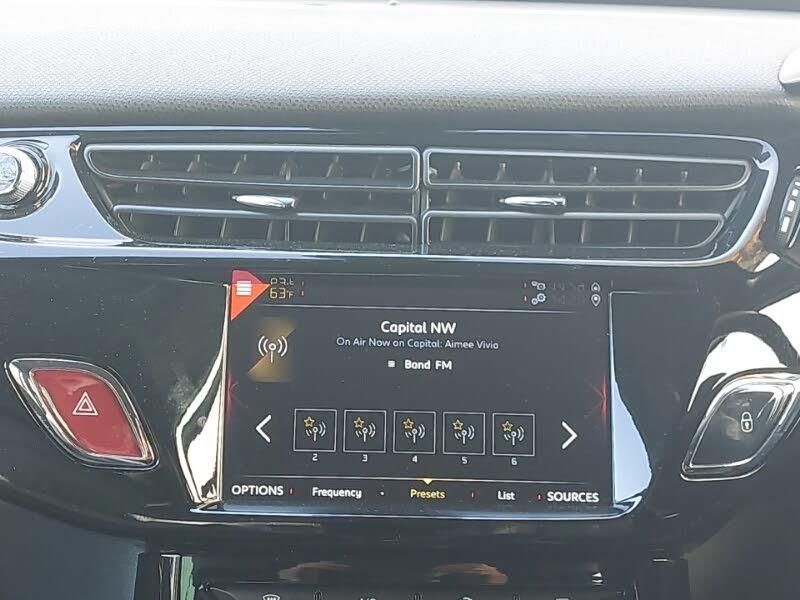 63°F
Capital NW
On Air Now on Capital: Aimee Vivia
Band FM
2 3 4 5 6
OPTIONS Frequency Presets List SOURCES